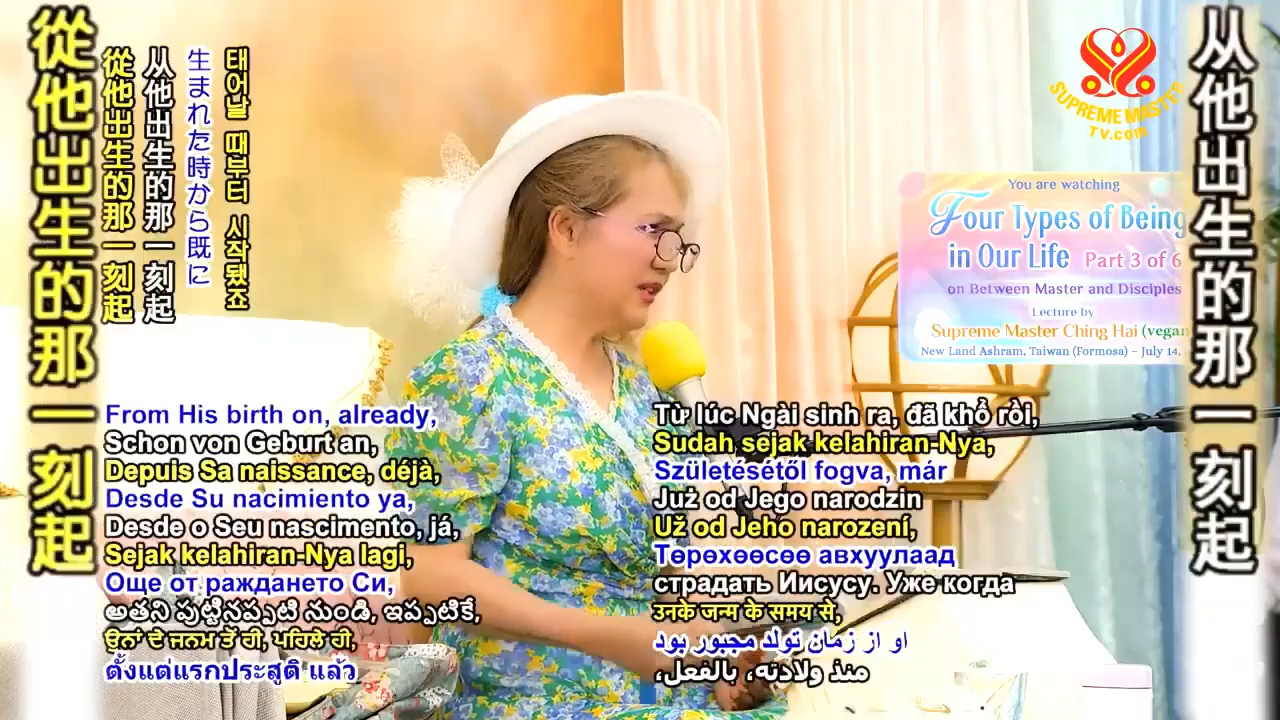 從他出生的那一刻起
從他出生的那一刻起
从他出生的那一刻起
生まれた時から既に
태어날 때부터 시작됐죠
SUPREME MASTER
TV.com
从他出生的那一刻起
You are watching
Four Types of Being
in Our Life Part 3 of 6
on Between Master and Disciples
Lecture by
Supreme Master Ching Hai (vegan
New Land Ashram, Taiwan (Formosa) – July 14,
From His birth on, already,
Schon von Geburt an,
Depuis Sa naissance, déjà,
Desde Su nacimiento ya,
Desde o Seu nascimento, já,
Sejak kelahiran-Nya lagi,
Още от раждането Си,
అతని పుట్టినప్పటి నుండి, ఇప్పటికే,
ਉਨਾਂ ਦੇ ਜਨਮ ਤੋਂ ਹੀ, ਪਹਿਲੇ ਹੀ,
ตั้งแต่แรกประสูติ แล้ว
Từ lúc Ngài sinh ra, đã khổ rồi,
Sudah sejak kelahiran-Nya,
Születésétől fogva, már
Już od Jego narodzin
Už od Jeho narození,
Төрөхөөсөө авхуулаад
страдать Иисусу. Уже когда
उनके जन्म के समय से,
او از زمان تولد مجبور بود
منذ ولادته، بالفعل،